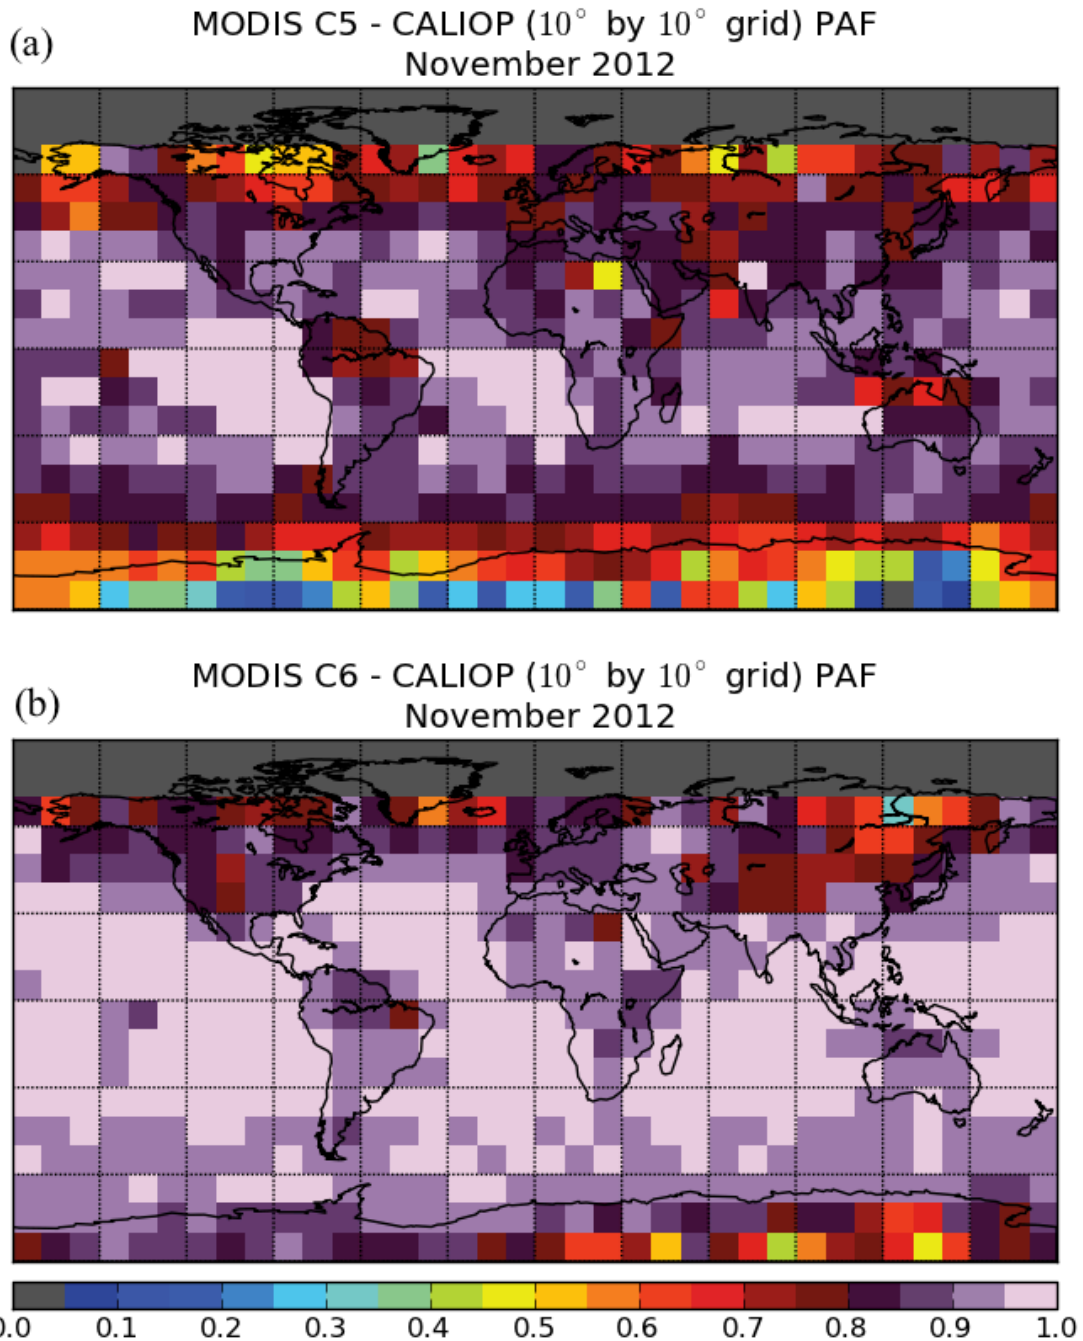 MODIS C5 - CALIOP (10° by 10° grid) PAF
(a)
November 2012
MODIS C6 - CALIOP (10° by 10° grid) PAF
(b)
November 2012
0.0 0.1 0.2 0.3 0.4 0.5 0.6 0.7 0.8 0.9 1.0